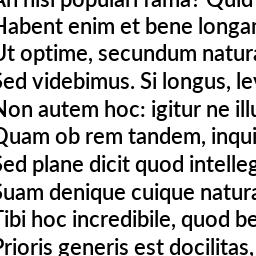 An nisi populari fama? Quid
Habent enim et bene longam
Ut optime, secundum natura
Sed videbimus. Si longus, lev
Non autem hoc: igitur ne illu
Quam ob rem tandem, inqui
Sed plane dicit quod intelleg
Suam denique cuique natura
Tibi hoc incredibile, quod be
Prioris generis est docilitas,